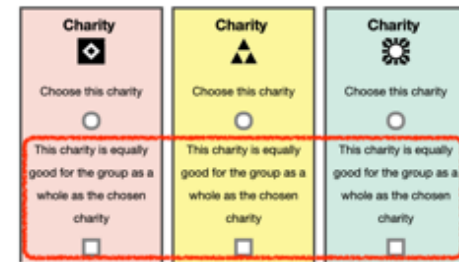 Charity
Charity
Charity
Choose this charity
Choose this charity
Choose this charity
This charity is equally
good for the group as a
whole as the chosen
charity
This charity is equally
good for the group as a
whole as the chosen
charity
This charity is equally
good for the group as a
whole as the chosen
charity